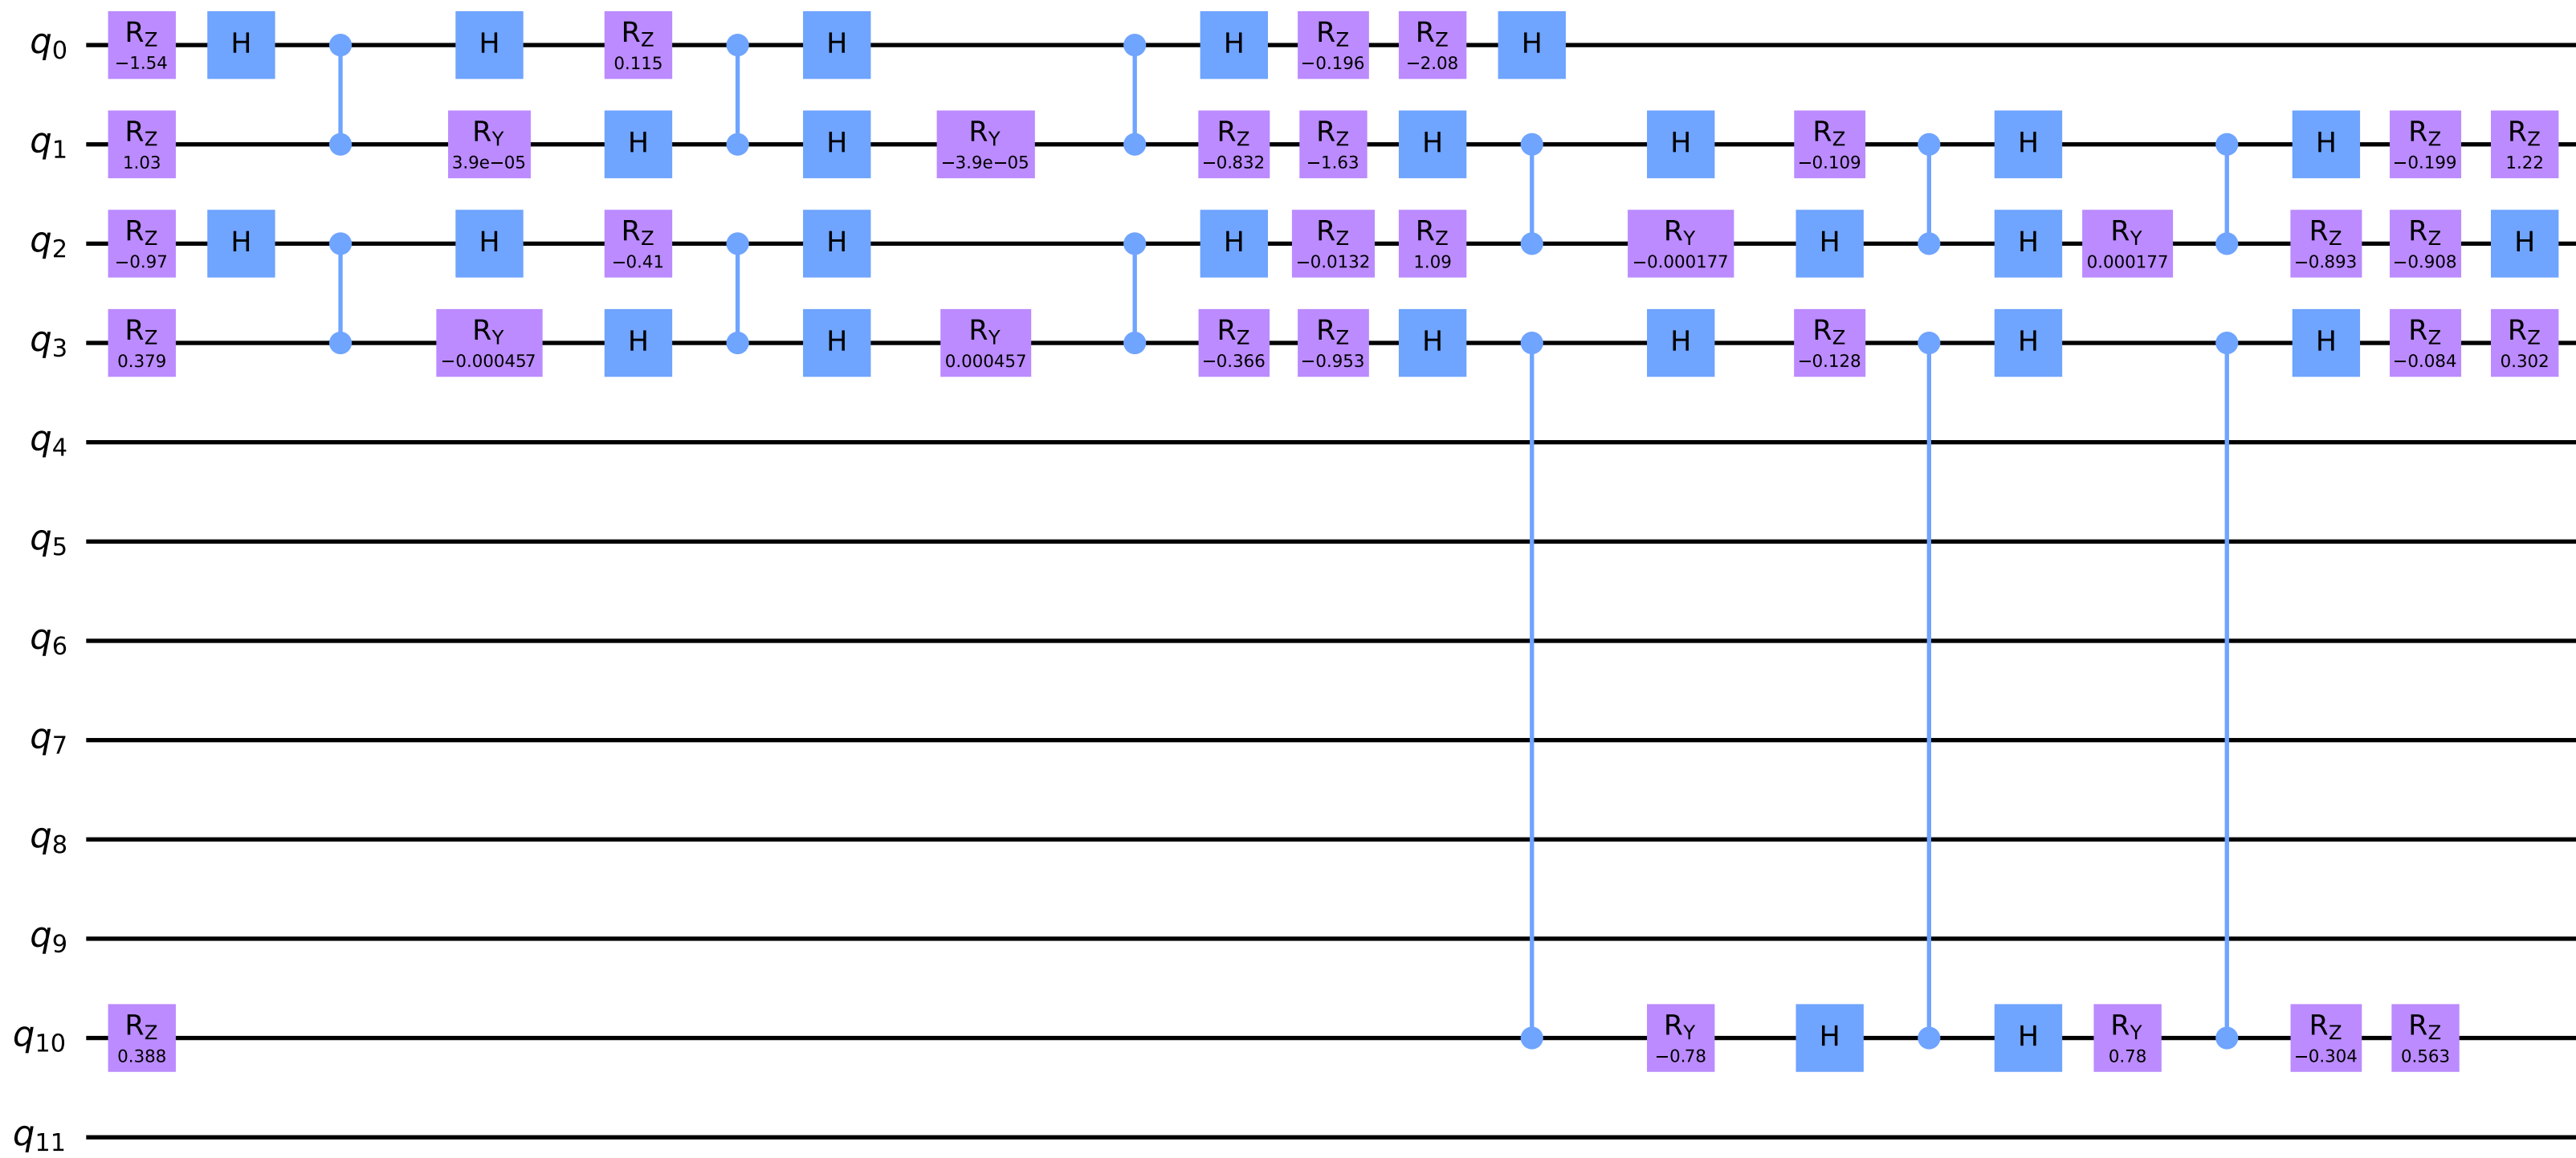 q0 RZ −1.54 H H RZ 0.115 H H RZ −0.196 RZ −2.08 H
q1 RZ 1.03 RY 3.9e−05 H H RY −3.9e−05 RZ −0.832 RZ −1.63 H H RZ −0.109 H H RZ −0.199 RZ 1.22
q2 RZ −0.97 H H RZ −0.41 H H RZ −0.0132 RZ 1.09 RY −0.000177 H H RY 0.000177 RZ −0.893 RZ −0.908 H
q3 RZ 0.379 RY −0.000457 H H RY 0.000457 RZ −0.366 RZ −0.953 H H RZ −0.128 H H RZ −0.084 RZ 0.302
q4
q5
q6
q7
q8
q9
q10 RZ 0.388 RY −0.78 H H RY 0.78 RZ −0.304 RZ 0.563
q11